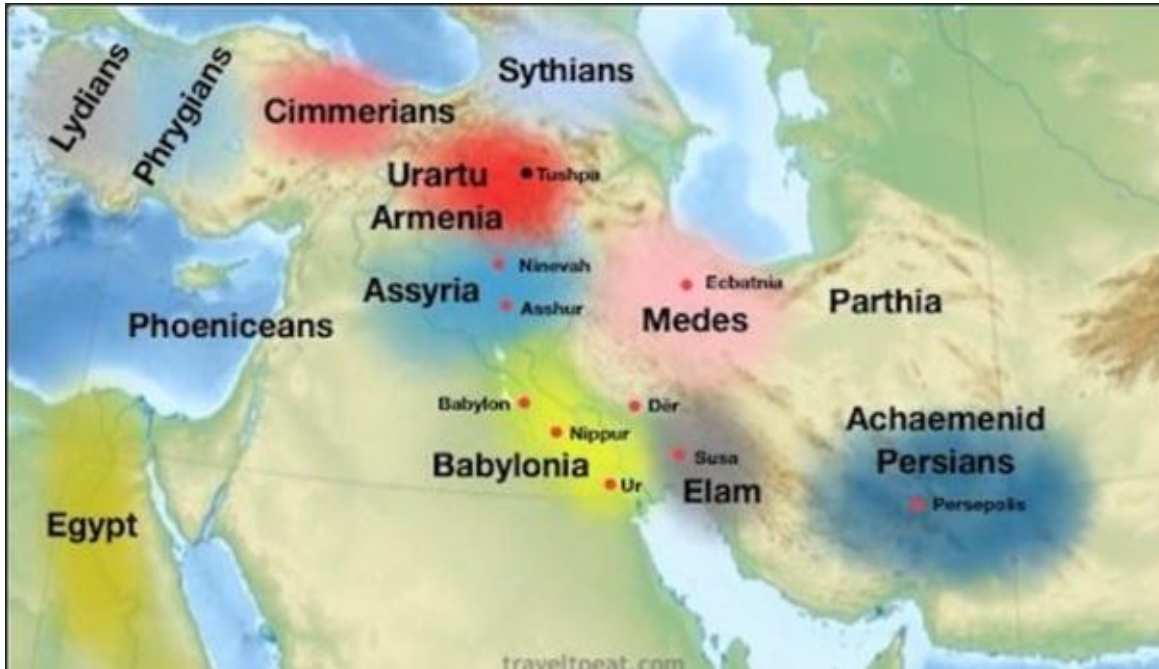 Lydians
Phrygians
Cimmerians
Sythians
Urartu
Tushpa
Armenia
Ninevah
Assyria
Asshur
Ecbatnia
Medes
Parthia
Phoeniceans
Babylon
Dēr
Nippur
Babylonia
Ur
Susa
Elam
Achaemenid
Persians
Persepolis
Egypt
traveltoeat.com